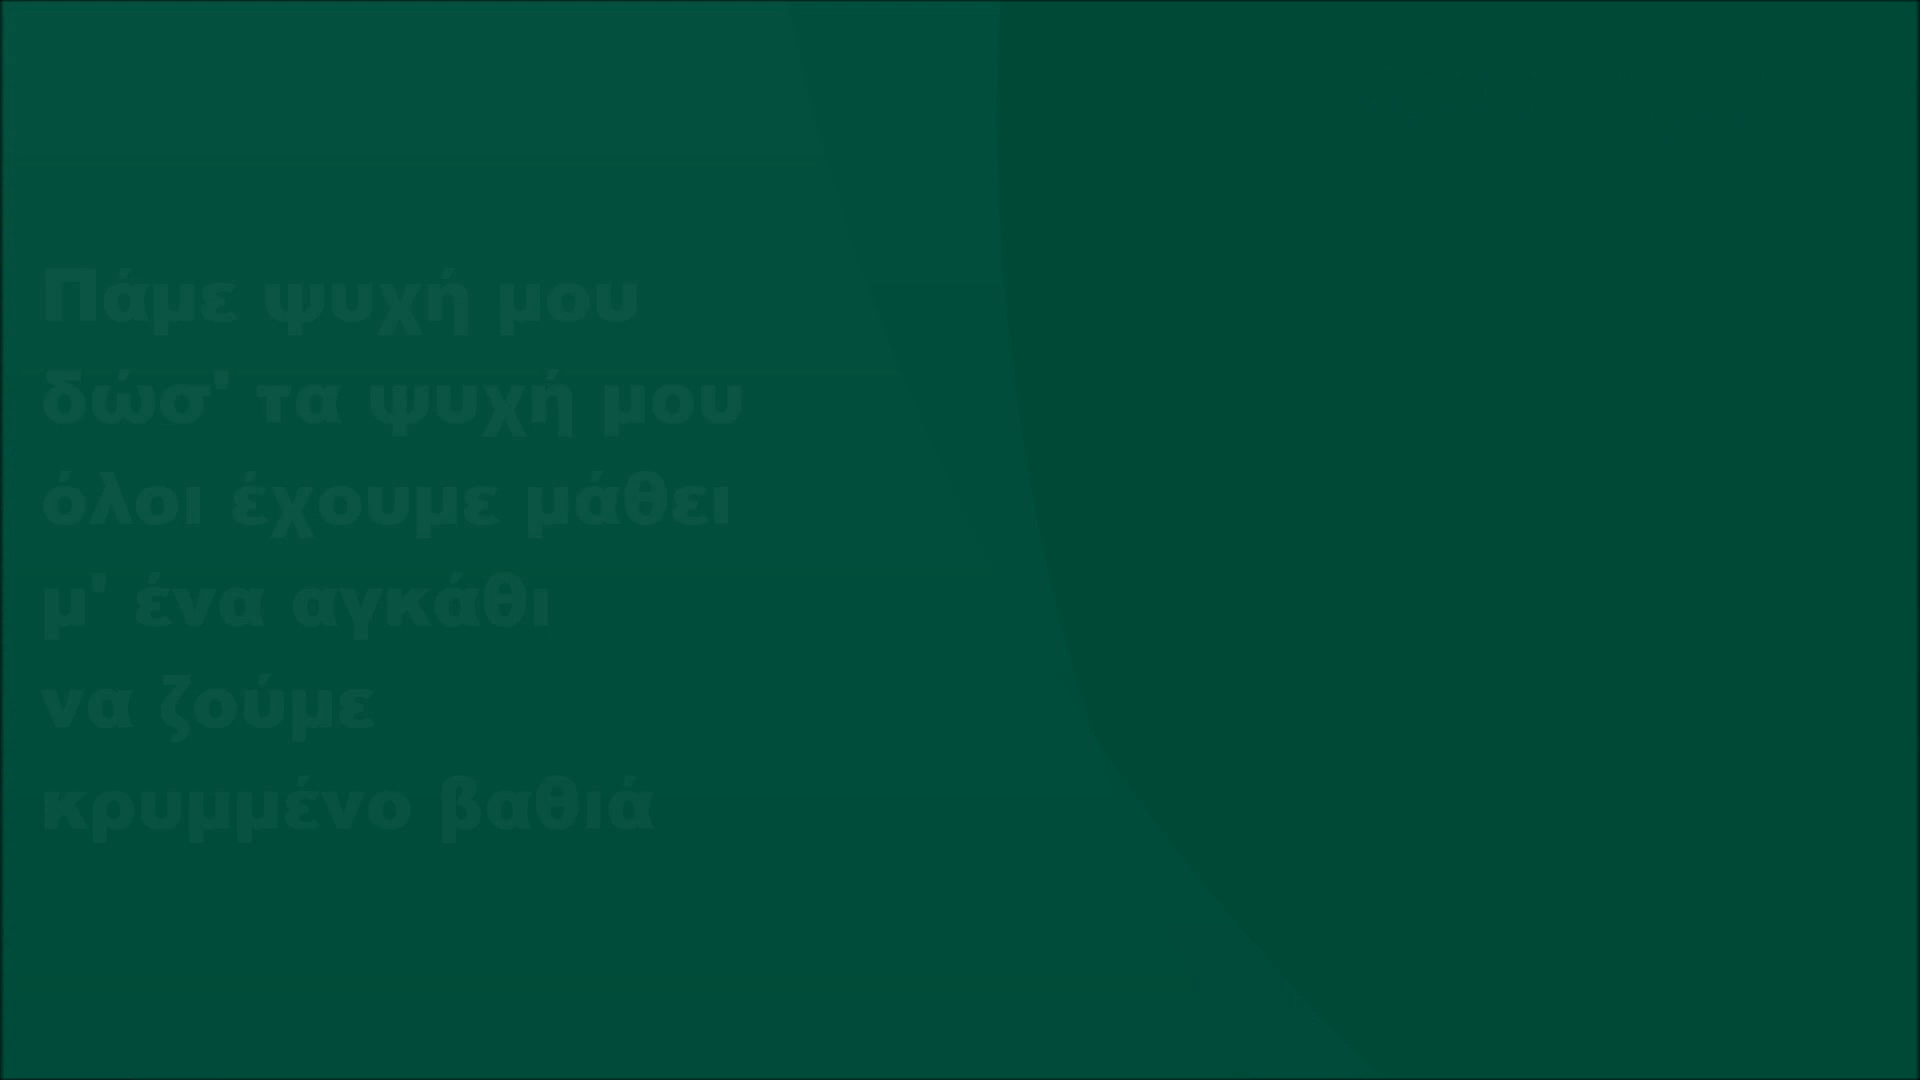 Πάμε ψυχή μου
δώσ' τα ψυχή μου
όλοι έχουμε μάθει
μ' ένα αγκάθι
να ζούμε
κρυμμένο βαθιά